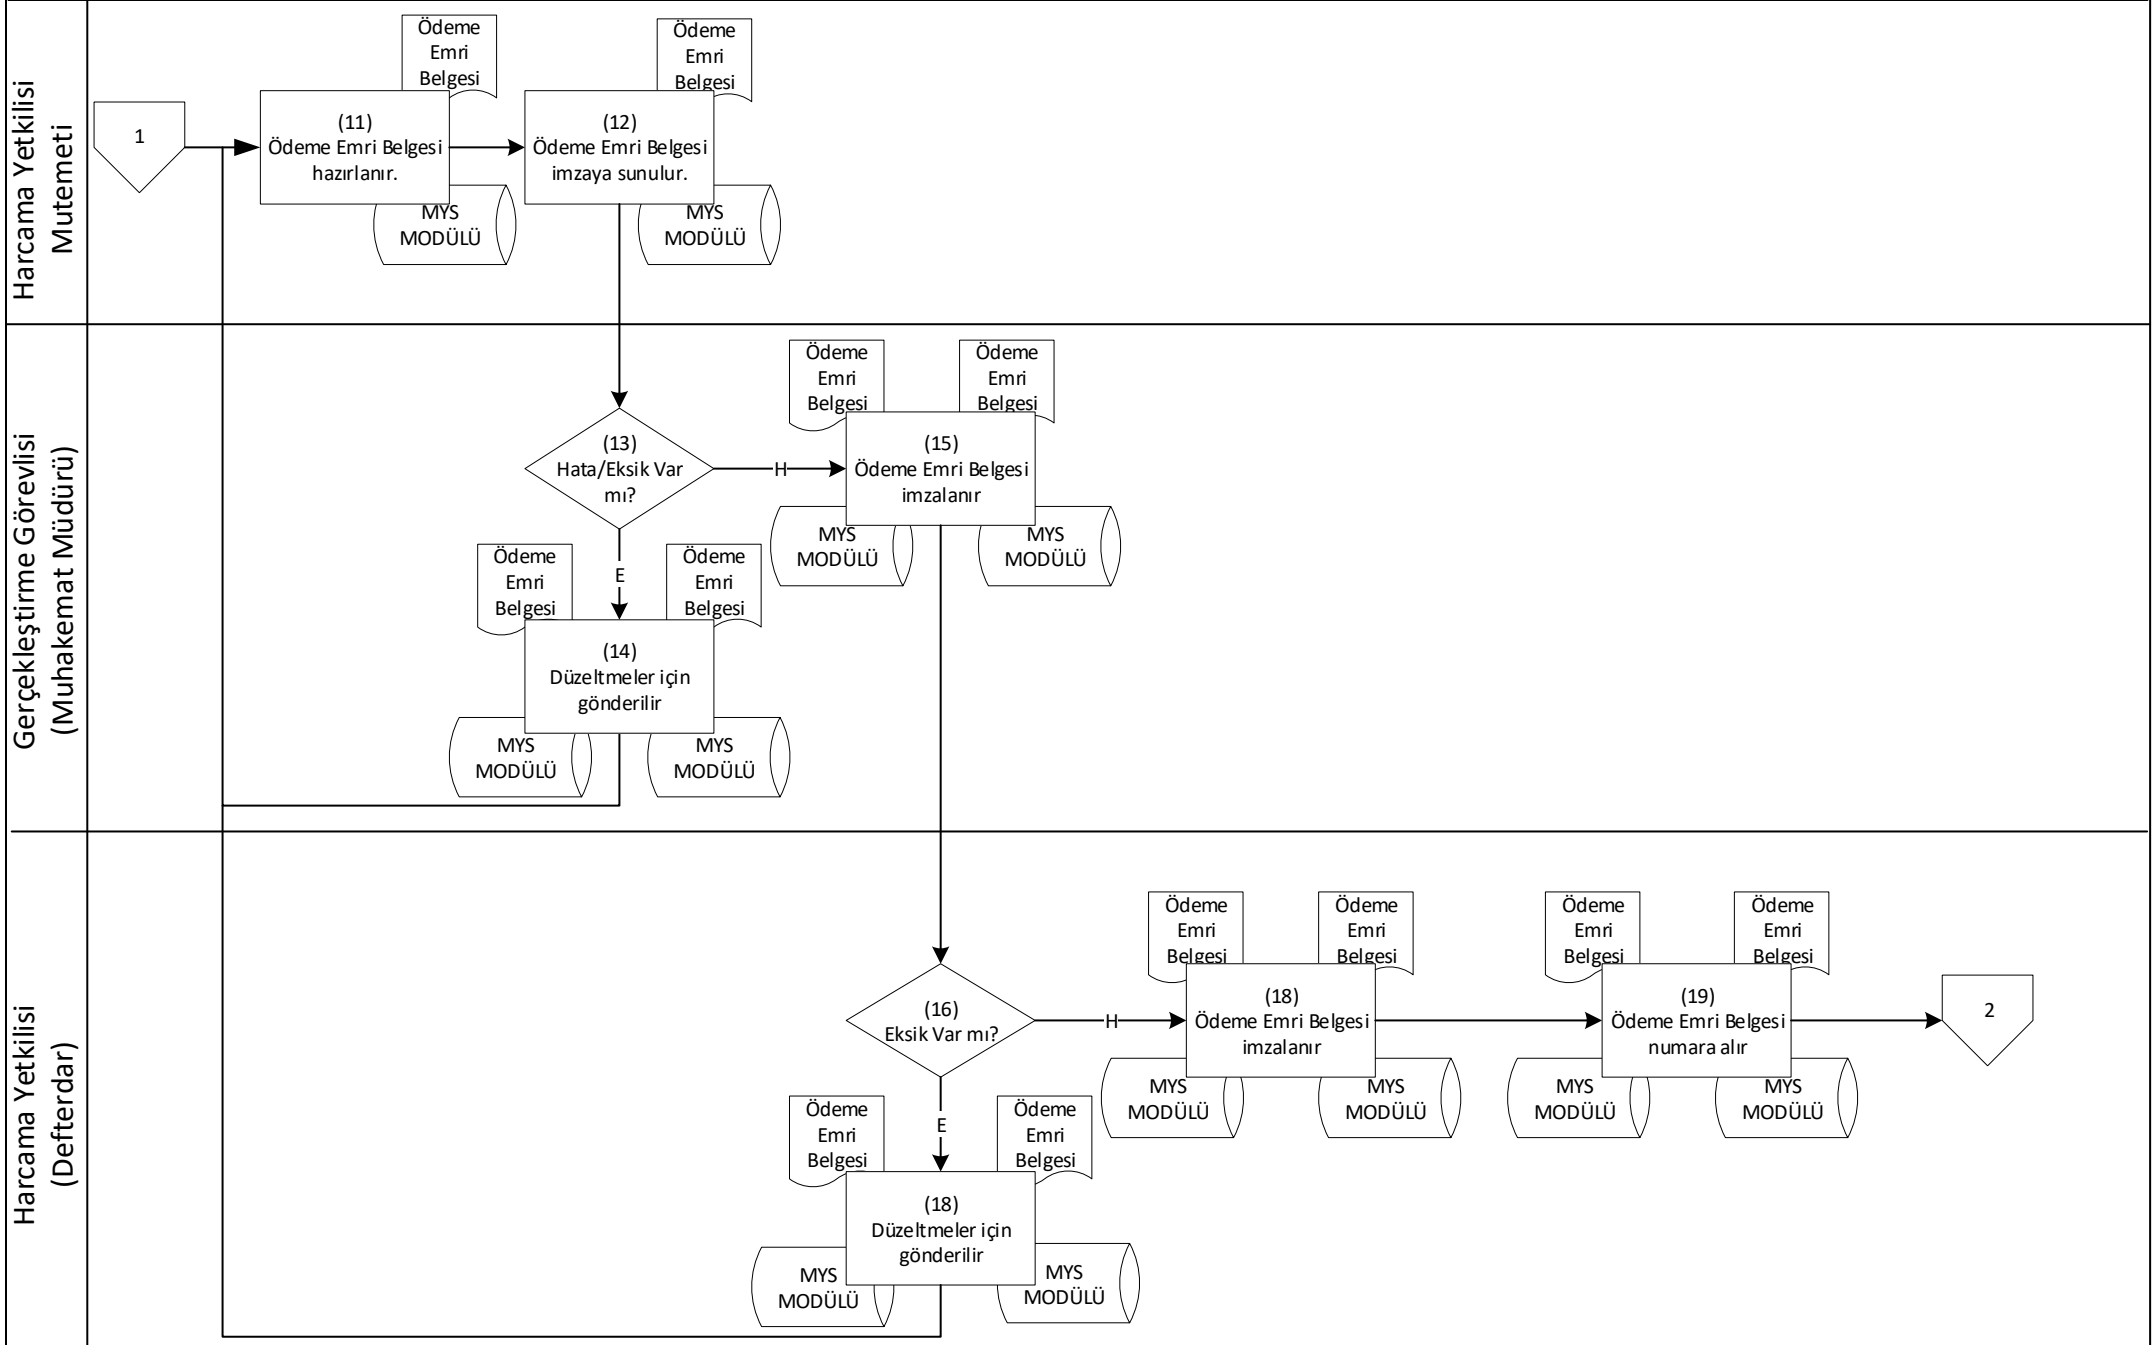 Harcama Yetkilisi
Mutemeti
1
Ödeme
Emri
Belgesi
(11)
Ödeme Emri Belgesi
hazırlanır.
MYS
MODÜLÜ
Ödeme
Emri
Belgesi
(12)
Ödeme Emri Belgesi
imzaya sunulur.
MYS
MODÜLÜ
Gerçekleştirme Görevlisi
(Muhakemat Müdürü)
(13)
Hata/Eksik Var
mı?
H
E
Ödeme
Emri
Belgesi
Ödeme
Emri
Belgesi
(15)
Ödeme Emri Belgesi
imzalanır
MYS
MODÜLÜ
MYS
MODÜLÜ
Ödeme
Emri
Belgesi
Ödeme
Emri
Belgesi
(14)
Düzeltmeler için
gönderilir
MYS
MODÜLÜ
MYS
MODÜLÜ
Harcama Yetkilisi
(Defterdar)
(16)
Eksik Var mı?
H
E
Ödeme
Emri
Belgesi
Ödeme
Emri
Belgesi
(18)
Ödeme Emri Belgesi
imzalanır
MYS
MODÜLÜ
MYS
MODÜLÜ
Ödeme
Emri
Belgesi
Ödeme
Emri
Belgesi
(19)
Ödeme Emri Belgesi
numara alır
MYS
MODÜLÜ
MYS
MODÜLÜ
2
Ödeme
Emri
Belgesi
Ödeme
Emri
Belgesi
(18)
Düzeltmeler için
gönderilir
MYS
MODÜLÜ
MYS
MODÜLÜ